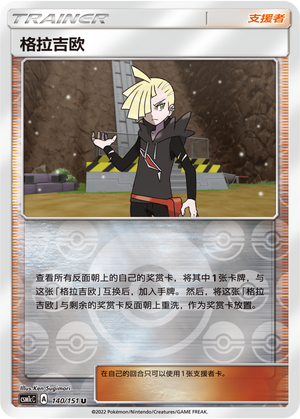 TRAINER
支援者
格拉吉欧
查看所有反面朝上的自己的奖赏卡，将其中1张卡牌，与
这张「格拉吉欧」互换后，加入手牌。 然后，将这张「格拉吉
欧」与剩余的奖赏卡反面朝上重洗，作为奖赏卡放置。
Illus. Ken Sugimori
CSM1cC A 140/151 U
在自己的回合只可以使用1张支援者卡。
©2022 Pokémon/Nintendo/Creatures/GAME FREAK.